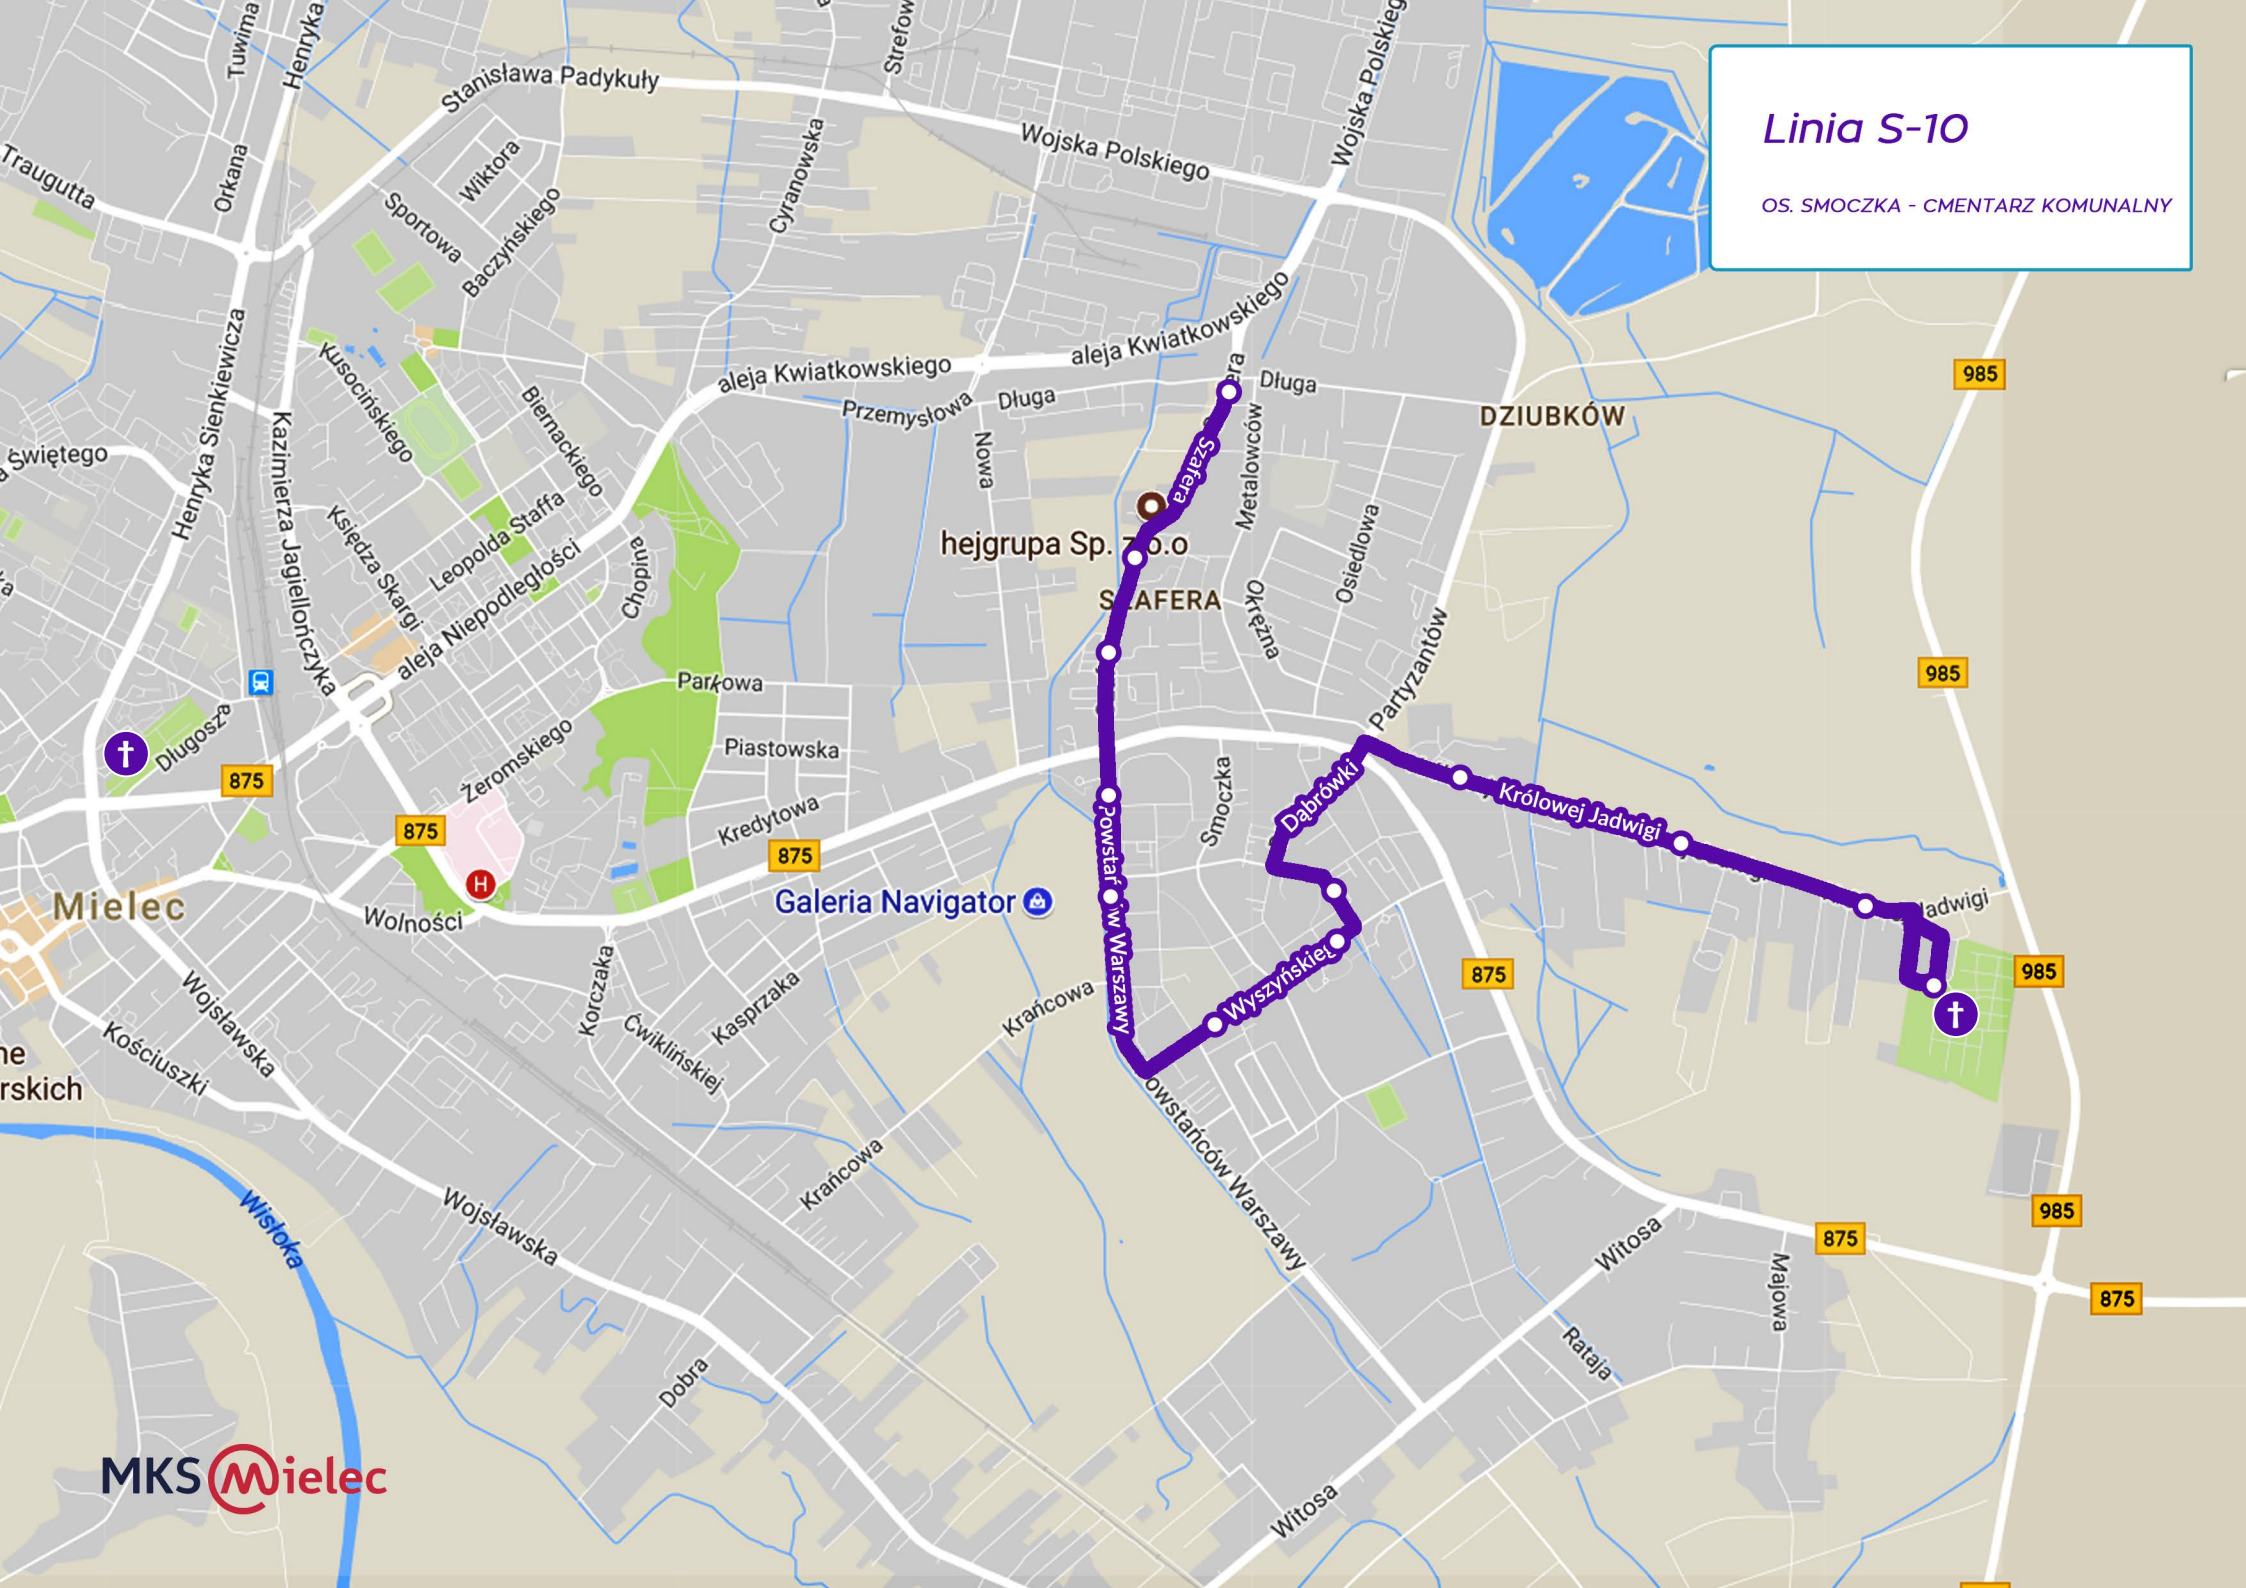 Linia S-10
OS. SMOCZKA - CMENTARZ KOMUNALNY
Tuwima
Henryka
Stanisława Padykuły
Wojska Polskiego
Orkana
Traugutta
Wiktora
Sportowa
Baczyńskiego
Cyranowska
Wojska Polskiego
aleja Kwiatkowskiego
aleja Kwiatkowskiego
Henryka Sienkiewicza
Kusocińskiego
Biernackiego
Przemysłowa
Długa
Długa
985
DZIUBKÓW
Świętego
Kazimierza Jagiellończyka
Nowa
Szafera
Metalowców
Księdza Skargi
Leopolda Staffa
aleja Niepodległości
Chopina
hejgrupa Sp. z o.o
Osiedlowa
SZAFERA
Okrężna
Partyzantów
985
Parkowa
Długosza
Żeromskiego
Piastowska
875
Smoczka
Dąbrówki
Królowej Jadwigi
Kredytowa
875
875
H
Galeria Navigator
Mielec
Wolności
Jadwigi
Powstańców Warszawy
Wyszyńskiego
875
985
Korczaka
Kasprzaka
Krańcowa
Wojsławska
Kościuszki
Ćwiklińskiej
ne
rskich
Powstańców Warszawy
Krańcowa
Wojsławska
Wisłoka
985
Witosa
875
Majowa
875
Rataja
Dobra
Witosa
MKS Mielec